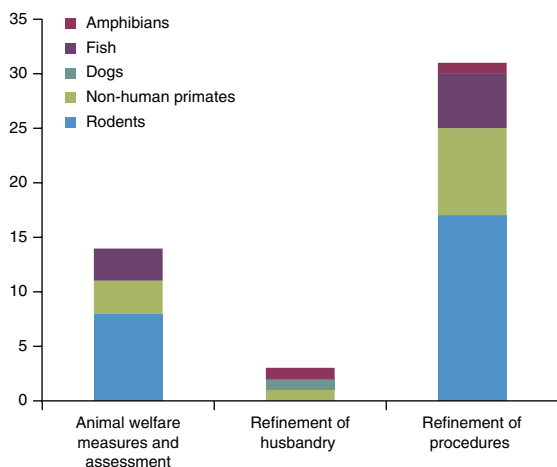 35
30
25
20
15
10
5
0
Amphibians
Fish
Dogs
Non-human primates
Rodents
Animal welfare
measures and
assessment
Refinement of
husbandry
Refinement of
procedures